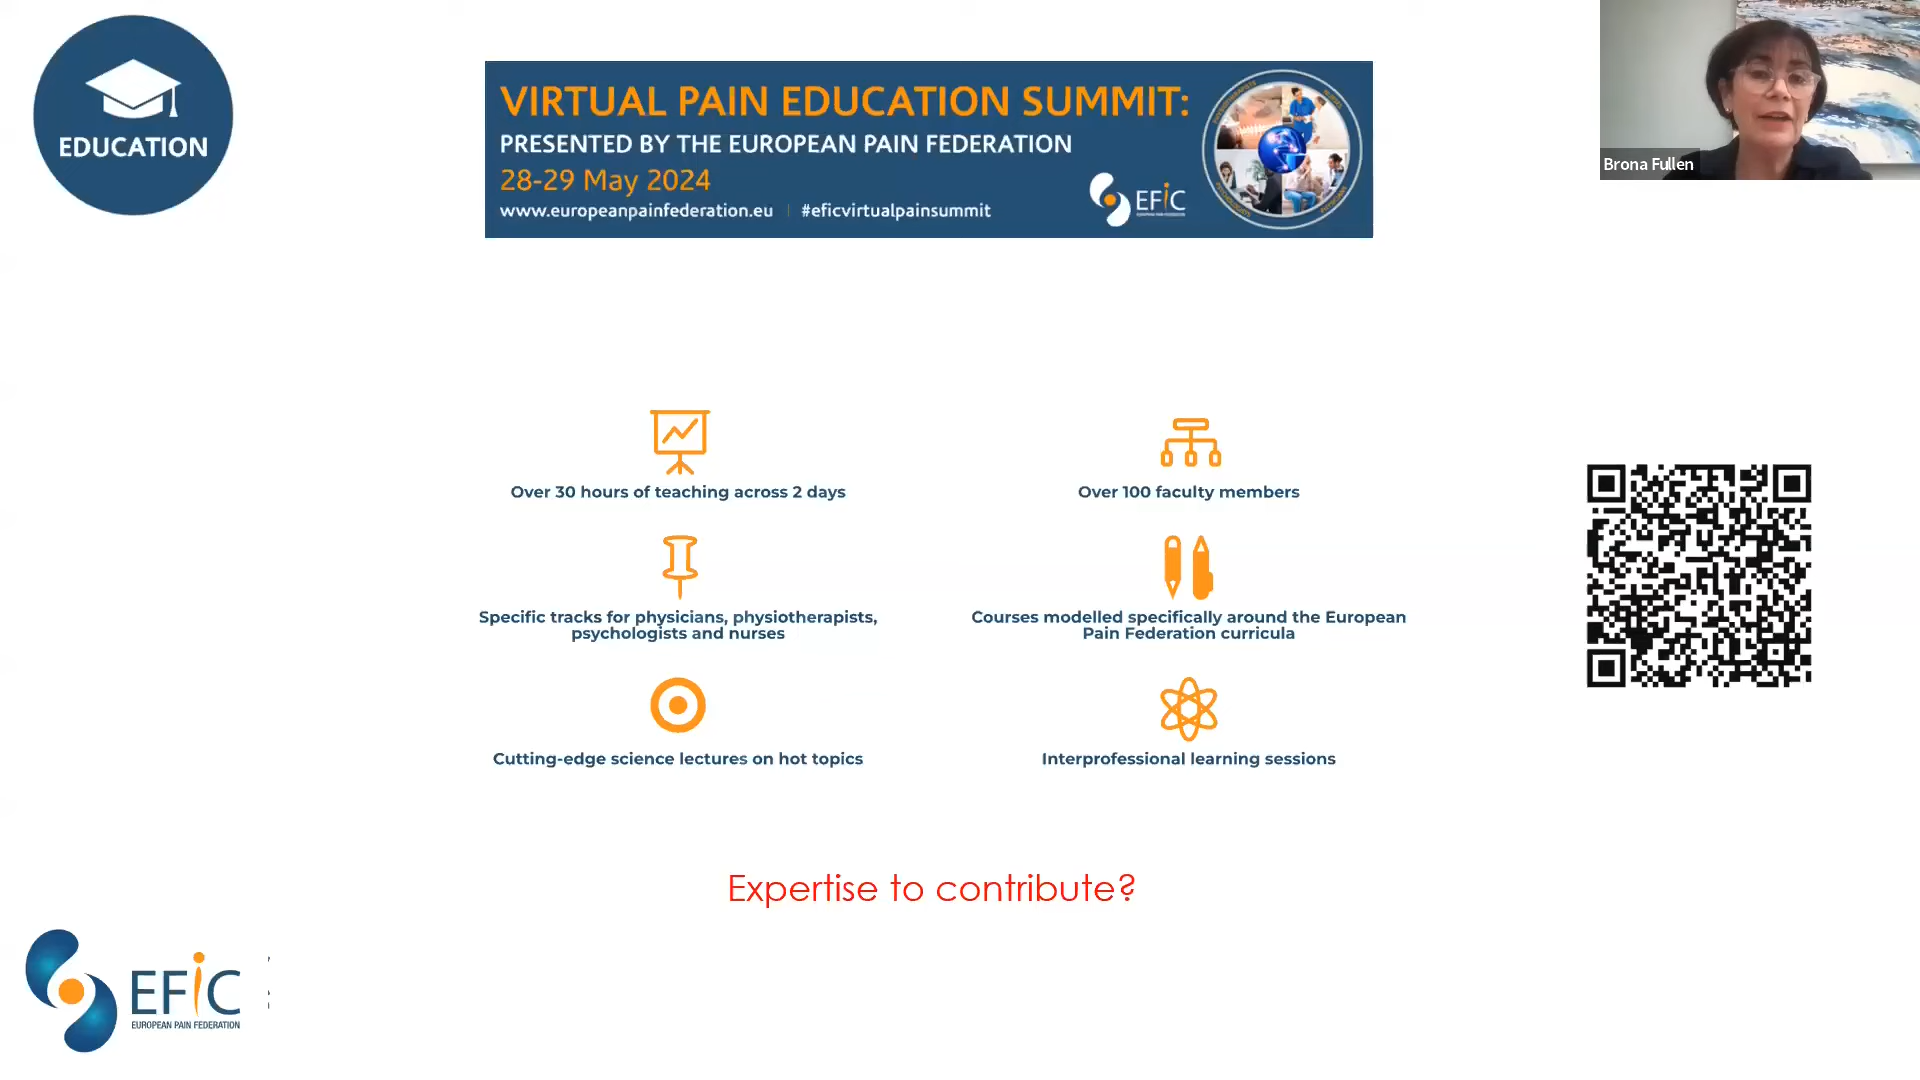 EDUCATION
VIRTUAL PAIN EDUCATION SUMMIT:
PRESENTED BY THE EUROPEAN PAIN FEDERATION
28-29 May 2024
www.europeanpainfederation.eu | #eficvirtualpainsummit
EFiC
EUROPEAN PAIN FEDERATION
Brona Fullen
Over 30 hours of teaching across 2 days
Over 100 faculty members
Specific tracks for physicians, physiotherapists,
psychologists and nurses
Courses modelled specifically around the European
Pain Federation curricula
Cutting-edge science lectures on hot topics
Interprofessional learning sessions
Expertise to contribute?
EFiC
EUROPEAN PAIN FEDERATION